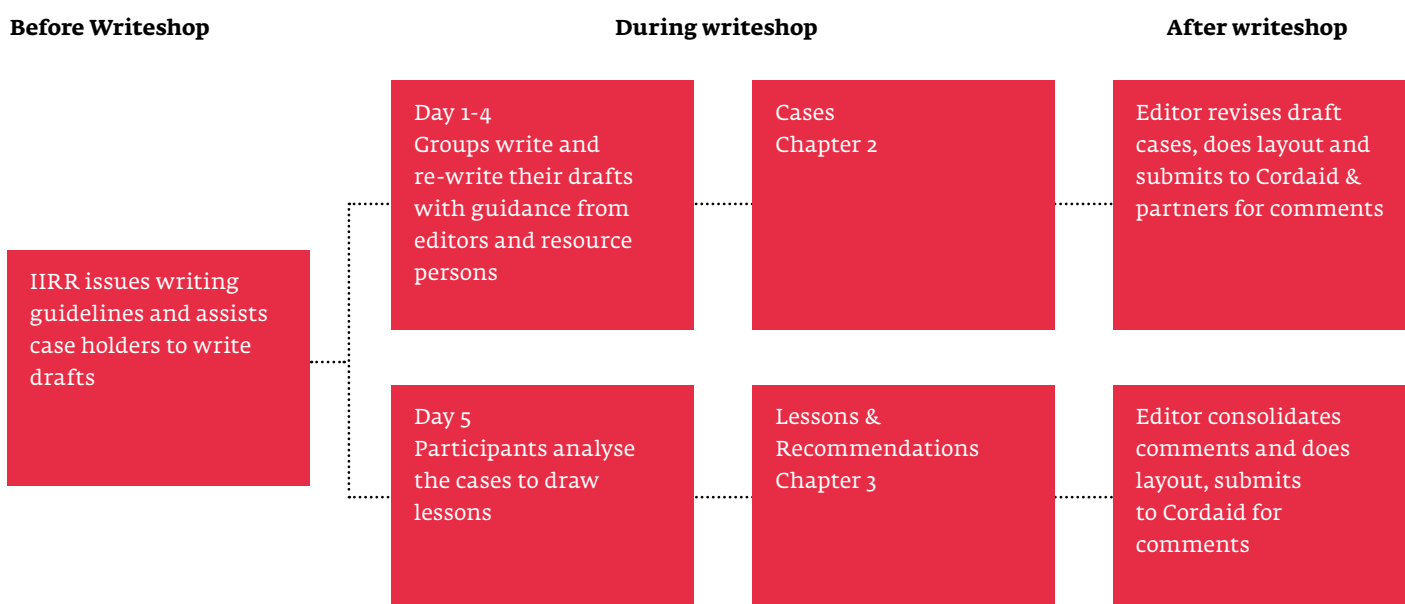 Before Writeshop
During writeshop
After writeshop
IIRR issues writing
guidelines and assists
case holders to write
drafts
Day 1-4
Groups write and
re-write their drafts
with guidance from
editors and resource
persons
Cases
Chapter 2
Editor revises draft
cases, does layout and
submits to Cordaid &
partners for comments
Day 5
Participants analyse
the cases to draw
lessons
Lessons &
Recommendations
Chapter 3
Editor consolidates
comments and does
layout, submits
to Cordaid for
comments